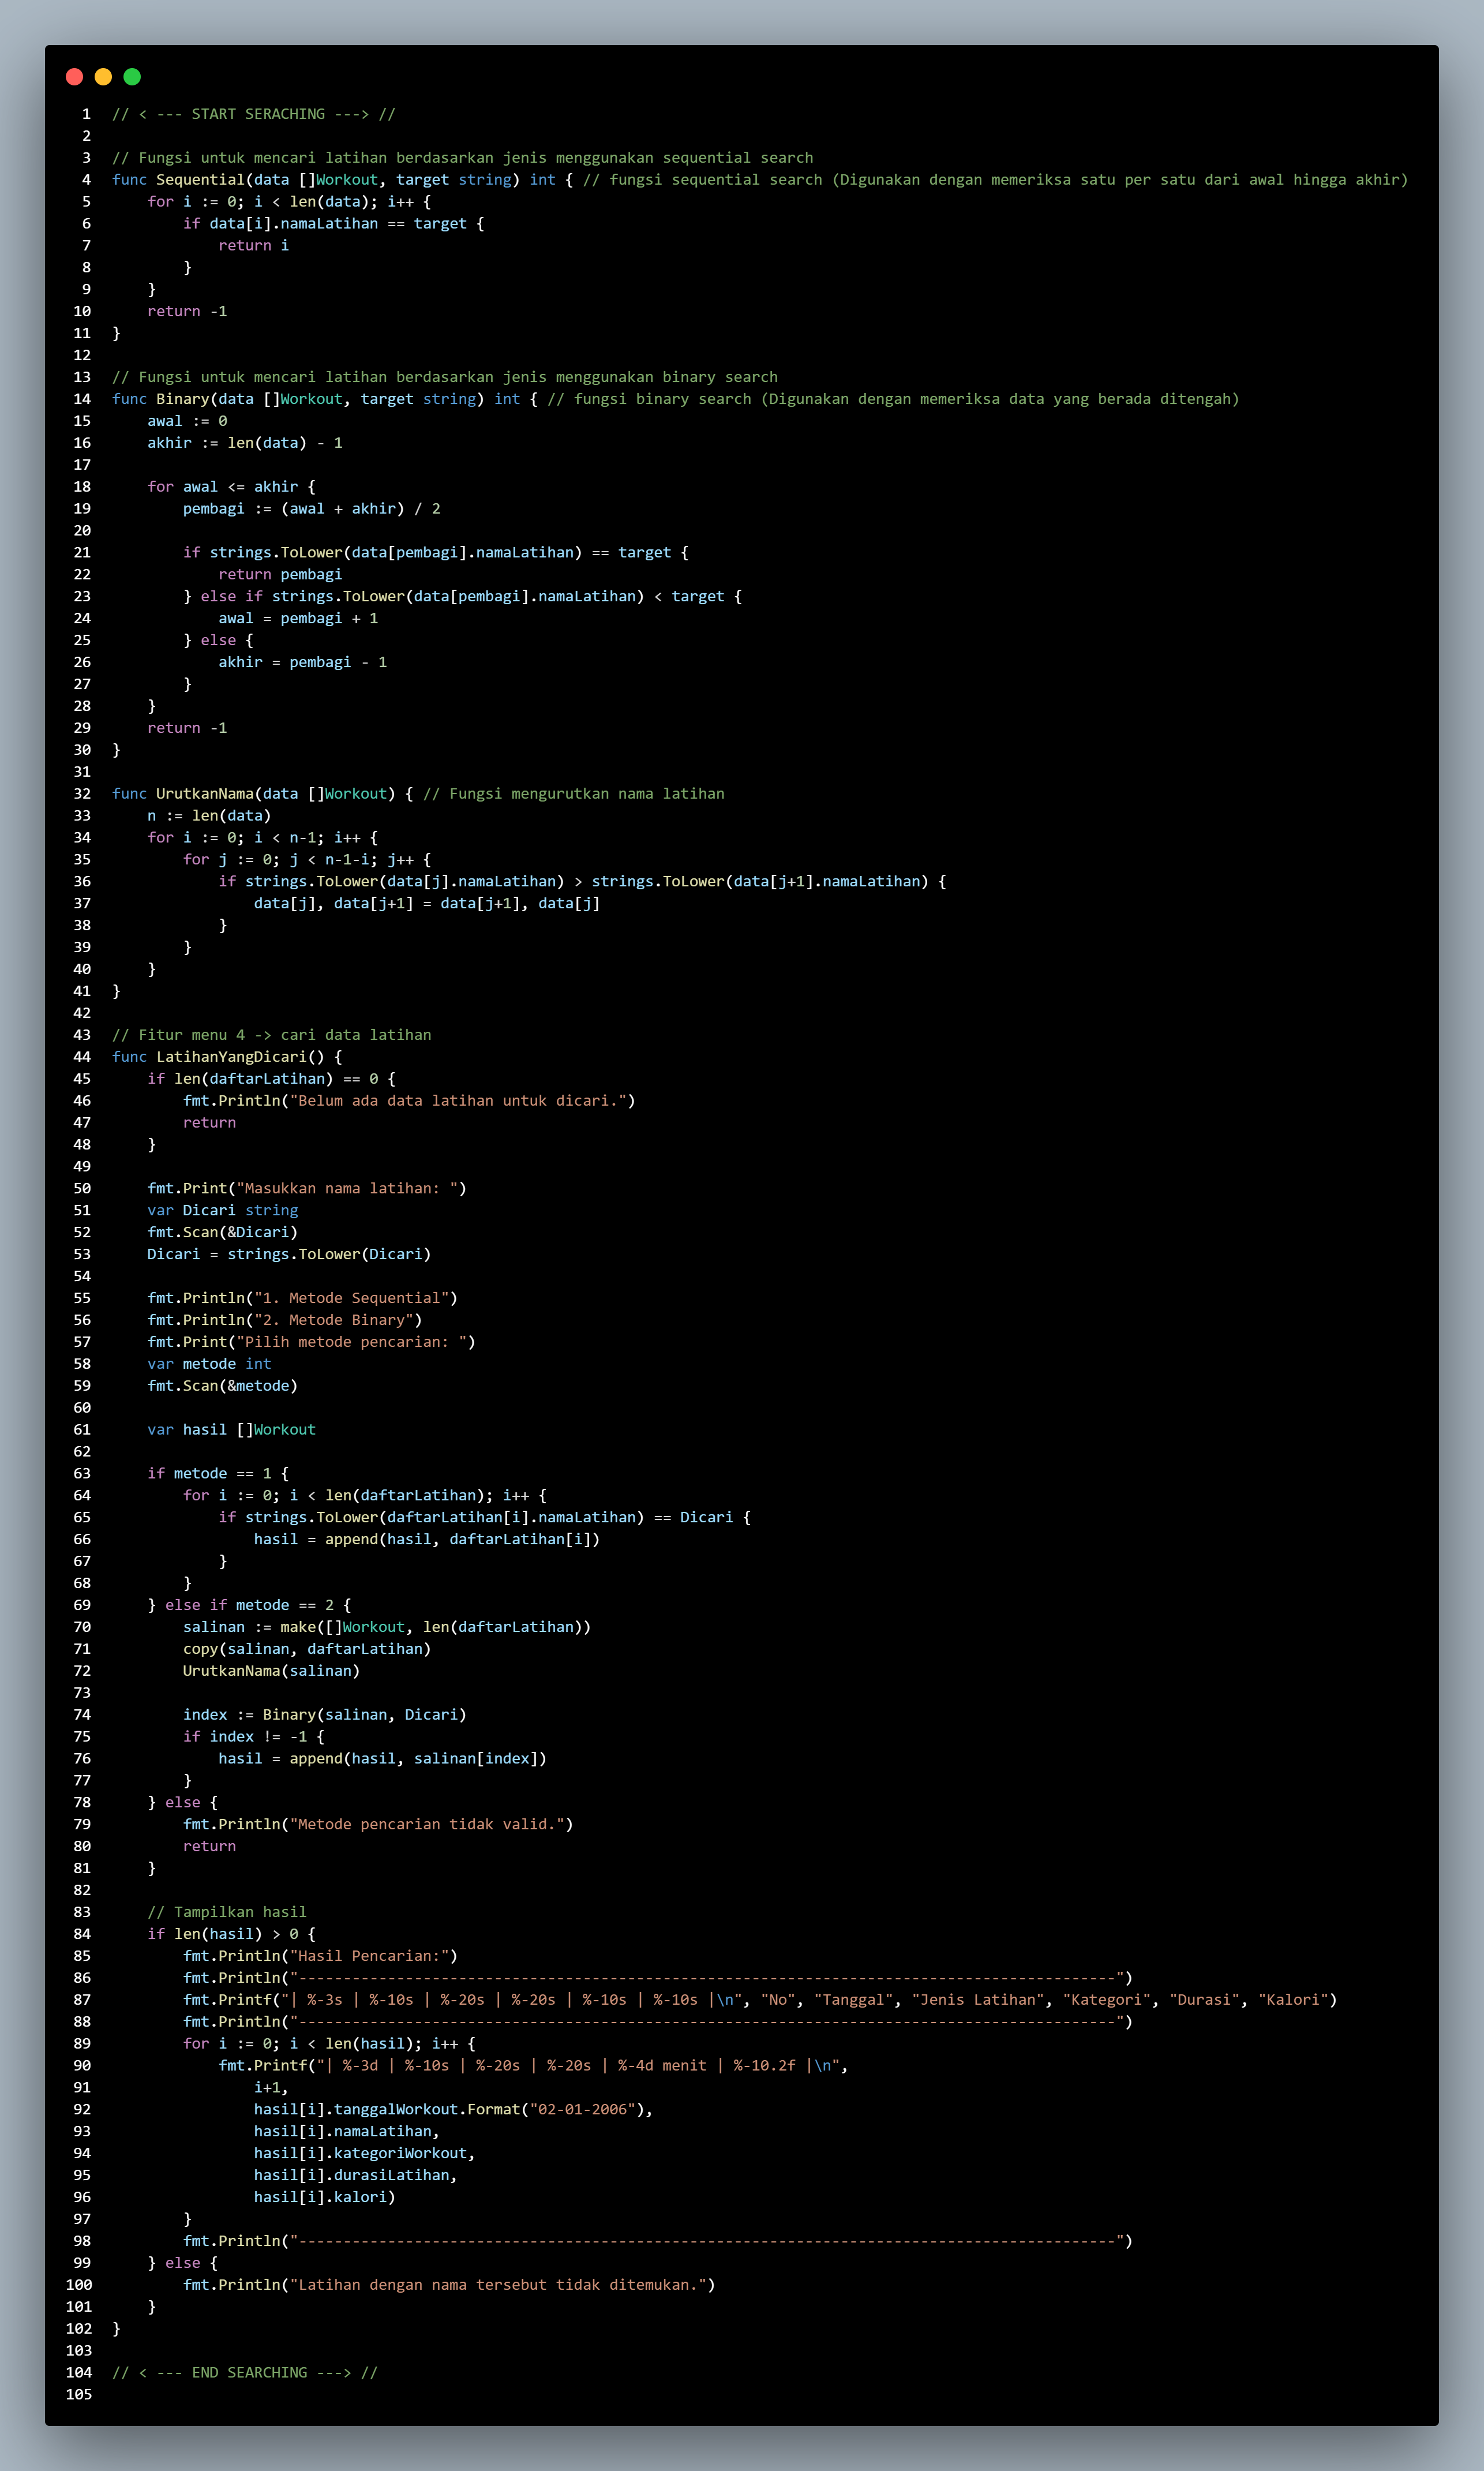 1 // < --- START SERACHING ---> //
2
3 // Fungsi untuk mencari latihan berdasarkan jenis menggunakan sequential search
4 func Sequential(data []Workout, target string) int { // fungsi sequential search (Digunakan dengan memeriksa satu per satu dari awal hingga akhir)
5     for i := 0; i < len(data); i++ {
6         if data[i].namaLatihan == target {
7             return i
8         }
9     }
10     return -1
11 }
12
13 // Fungsi untuk mencari latihan berdasarkan jenis menggunakan binary search
14 func Binary(data []Workout, target string) int { // fungsi binary search (Digunakan dengan memeriksa data yang berada ditengah)
15     awal := 0
16     akhir := len(data) - 1
17
18     for awal <= akhir {
19         pembagi := (awal + akhir) / 2
20
21         if strings.ToLower(data[pembagi].namaLatihan) == target {
22             return pembagi
23         } else if strings.ToLower(data[pembagi].namaLatihan) < target {
24             awal = pembagi + 1
25         } else {
26             akhir = pembagi - 1
27         }
28     }
29     return -1
30 }
31
32 func UrutkanNama(data []Workout) { // Fungsi mengurutkan nama latihan
33     n := len(data)
34     for i := 0; i < n-1; i++ {
35         for j := 0; j < n-1-i; j++ {
36             if strings.ToLower(data[j].namaLatihan) > strings.ToLower(data[j+1].namaLatihan) {
37                 data[j], data[j+1] = data[j+1], data[j]
38             }
39         }
40     }
41 }
42
43 // Fitur menu 4 -> cari data latihan
44 func LatihanYangDicari() {
45     if len(daftarLatihan) == 0 {
46         fmt.Println("Belum ada data latihan untuk dicari.")
47         return
48     }
49
50     fmt.Print("Masukkan nama latihan: ")
51     var Dicari string
52     fmt.Scan(&Dicari)
53     Dicari = strings.ToLower(Dicari)
54
55     fmt.Println("1. Metode Sequential")
56     fmt.Println("2. Metode Binary")
57     fmt.Print("Pilih metode pencarian: ")
58     var metode int
59     fmt.Scan(&metode)
60
61     var hasil []Workout
62
63     if metode == 1 {
64         for i := 0; i < len(daftarLatihan); i++ {
65             if strings.ToLower(daftarLatihan[i].namaLatihan) == Dicari {
66                 hasil = append(hasil, daftarLatihan[i])
67             }
68         }
69     } else if metode == 2 {
70         salinan := make([]Workout, len(daftarLatihan))
71         copy(salinan, daftarLatihan)
72         UrutkanNama(salinan)
73
74         index := Binary(salinan, Dicari)
75         if index != -1 {
76             hasil = append(hasil, salinan[index])
77         }
78     } else {
79         fmt.Println("Metode pencarian tidak valid.")
80         return
81     }
82
83     // Tampilkan hasil
84     if len(hasil) > 0 {
85         fmt.Println("Hasil Pencarian:")
86         fmt.Println("--------------------------------------------------------------------------------------------")
87         fmt.Printf("| %-3s | %-10s | %-20s | %-20s | %-10s | %-10s |\n", "No", "Tanggal", "Jenis Latihan", "Kategori", "Durasi", "Kalori")
88         fmt.Println("--------------------------------------------------------------------------------------------")
89         for i := 0; i < len(hasil); i++ {
90             fmt.Printf("| %-3d | %-10s | %-20s | %-20s | %-4d menit | %-10.2f |\n",
91                 i+1,
92                 hasil[i].tanggalWorkout.Format("02-01-2006"),
93                 hasil[i].namaLatihan,
94                 hasil[i].kategoriWorkout,
95                 hasil[i].durasiLatihan,
96                 hasil[i].kalori)
97         }
98         fmt.Println("--------------------------------------------------------------------------------------------")
99     } else {
100         fmt.Println("Latihan dengan nama tersebut tidak ditemukan.")
101     }
102 }
103
104 // < --- END SEARCHING ---> //
105